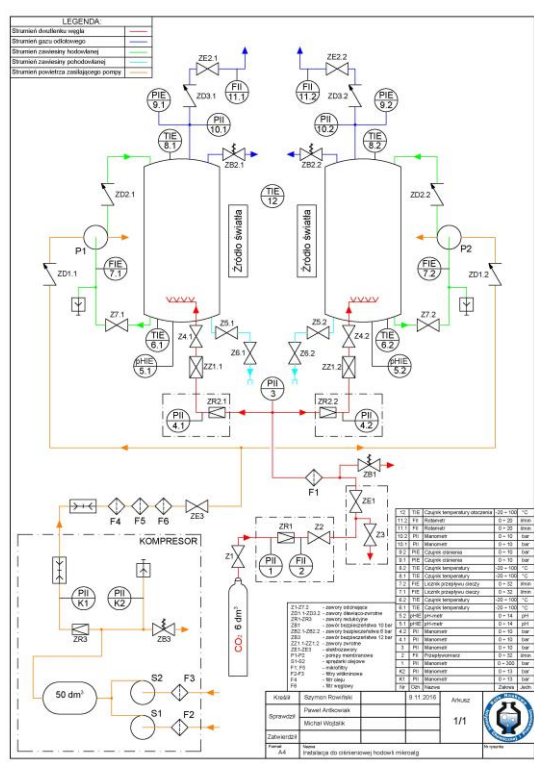 LEGENDA:
Strumień dwutlenku węgla
Strumień gazu odlotowego
Strumień zawiesiny hodowlanej
Strumień zawiesiny pohodowlanej
Strumień powietrza zasilającego pompy
ZE2.1
FII 11.1
PIE 9.1
ZD3.1
PII 10.1
TIE 8.1
ZB2.1
ZD2.1
P1
ZD1.1
FIE 7.1
Z7.1
TIE 6.1
pHIE 5.1
Z5.1
Z4.1
Z6.1
ZZ1.1
ZR2.1
PII 4.1
Źródło światła
TIE 12
ZE2.2
FII 11.2
PIE 9.2
ZD3.2
PII 10.2
TIE 8.2
ZB2.2
ZD2.2
P2
ZD1.2
FIE 7.2
Z7.2
TIE 6.2
pHIE 5.2
Z5.2
Z4.2
Z6.2
ZZ1.2
ZR2.2
PII 4.2
Źródło światła
PII 3
F1
ZB1
ZE1
Z3
ZR1
Z2
Z1
PII 1
FII 2
CO2 6 dm3
F4 F5 F6
ZE3
KOMPRESOR
PII K1
PII K2
ZR3
ZB3
50 dm3
S2
F3
S1
F2
Z1-Z7.2 - zawory odcinające
ZD1.1-ZD3.2 - zawory dławiąco-zwrotne
ZR1-ZR3 - zawory redukcyjne
ZB1 - zawór bezpieczeństwa 10 bar
ZB2.1-ZB2.2 - zawory bezpieczeństwa 6 bar
ZB3 - zawór bezpieczeństwa 12 bar
ZZ1.1-ZZ1.2 - zawory zwrotne
ZE1-ZE3 - elektrozawory
P1-P2 - pompy membranowe
S1-S2 - sprężarki olejowe
F1, F5 - mikrofiltry
F2-F3 - filtry włókninowe
F4 - filtr oleju
F6 - filtr węglowy
12 TIE Czujnik temperatury otoczenia -20 ÷ 100 °C
11.2 FII Rotametr 0 ÷ 20 l/min
11.1 FII Rotametr 0 ÷ 20 l/min
10.2 PII Manometr 0 ÷ 10 bar
10.1 PII Manometr 0 ÷ 10 bar
9.2 PIE Czujnik ciśnienia 0 ÷ 10 bar
9.1 PIE Czujnik ciśnienia 0 ÷ 10 bar
8.2 TIE Czujnik temperatury -20 ÷ 100 °C
8.1 TIE Czujnik temperatury -20 ÷ 100 °C
7.2 FIE Licznik przepływu cieczy 0 ÷ 32 l/min
7.1 FIE Licznik przepływu cieczy 0 ÷ 32 l/min
6.2 TIE Czujnik temperatury -20 ÷ 100 °C
6.1 TIE Czujnik temperatury -20 ÷ 100 °C
5.2 pHIE pH-metr 0 ÷ 14 pH
5.1 pHIE pH-metr 0 ÷ 14 pH
4.2 PII Manometr 0 ÷ 10 bar
4.1 PII Manometr 0 ÷ 10 bar
3 PII Manometr 0 ÷ 10 bar
2 FII Przepływomierz 0 ÷ 32 l/min
1 PII Manometr 0 ÷ 300 bar
K2 PII Manometr 0 ÷ 13 bar
K1 PII Manometr 0 ÷ 13 bar
Nr Ozn. Nazwa Zakres Jedn.
Kreślił Szymon Rowiński 9.11.2016 Arkusz
Sprawdził Paweł Antkowiak 1/1
Michał Wojtalik
Zatwierdził
Format A4
Nazwa Instalacja do ciśnieniowej hodowli mikroalg
Nr rysunku